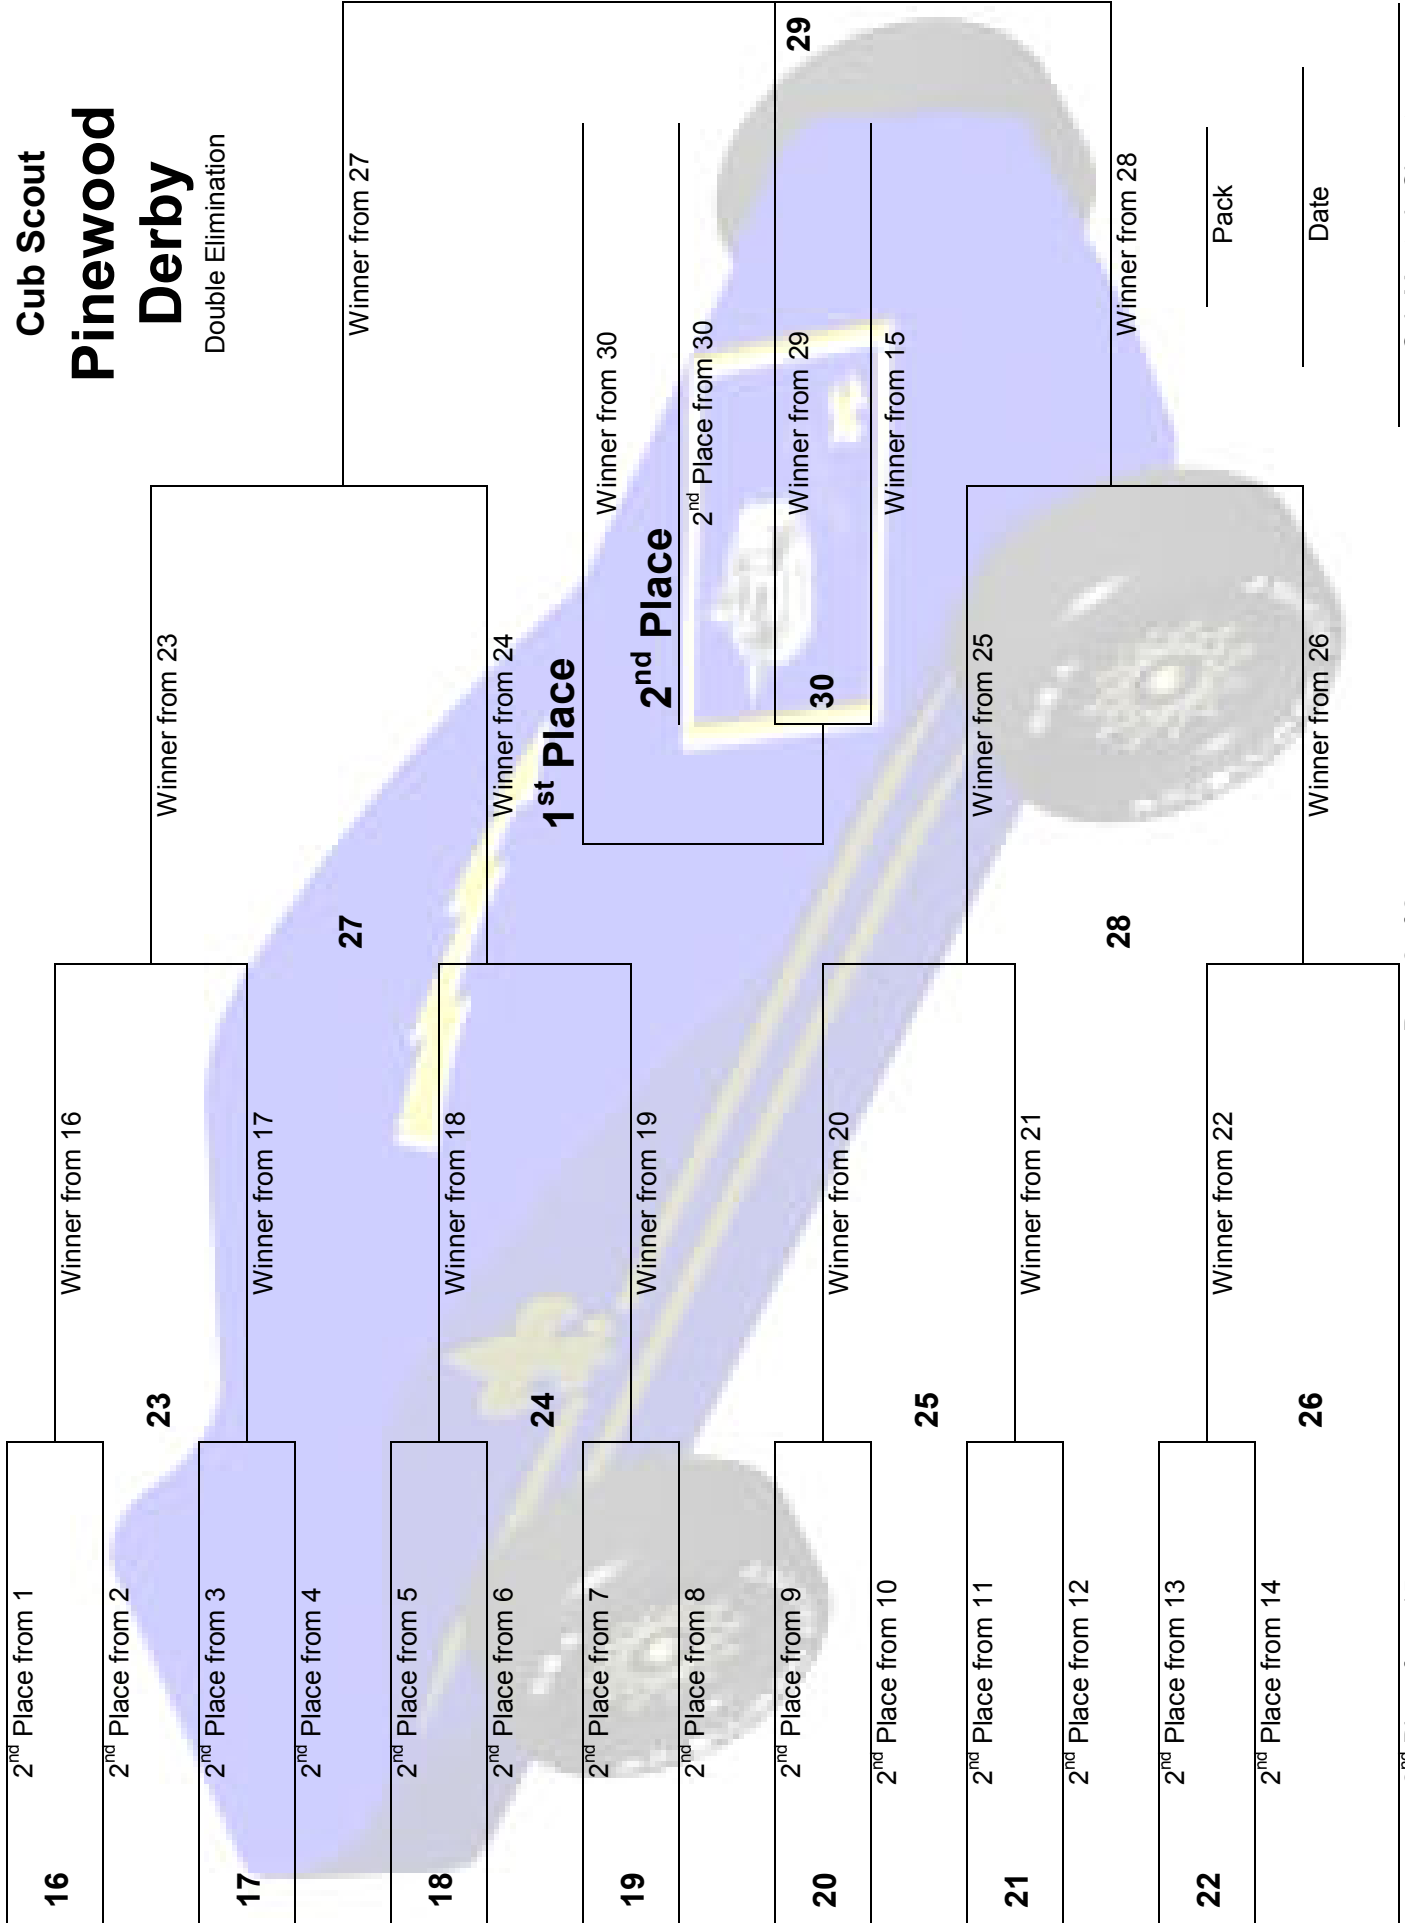 Cub Scout
Pinewood
Derby
Double Elimination
2nd Place from 1
16
2nd Place from 2
Winner from 16
23
2nd Place from 3
17
2nd Place from 4
Winner from 17
Winner from 23
27
2nd Place from 5
18
2nd Place from 6
Winner from 18
24
2nd Place from 7
19
2nd Place from 8
Winner from 19
Winner from 24
Winner from 27
29
1st Place
Winner from 30
2nd Place
2nd Place from 30
Winner from 29
30
Winner from 15
2nd Place from 9
20
2nd Place from 10
Winner from 20
25
2nd Place from 11
21
2nd Place from 12
Winner from 21
Winner from 25
28
2nd Place from 13
22
2nd Place from 14
Winner from 22
26
Winner from 26
Winner from 28
Pack
Date